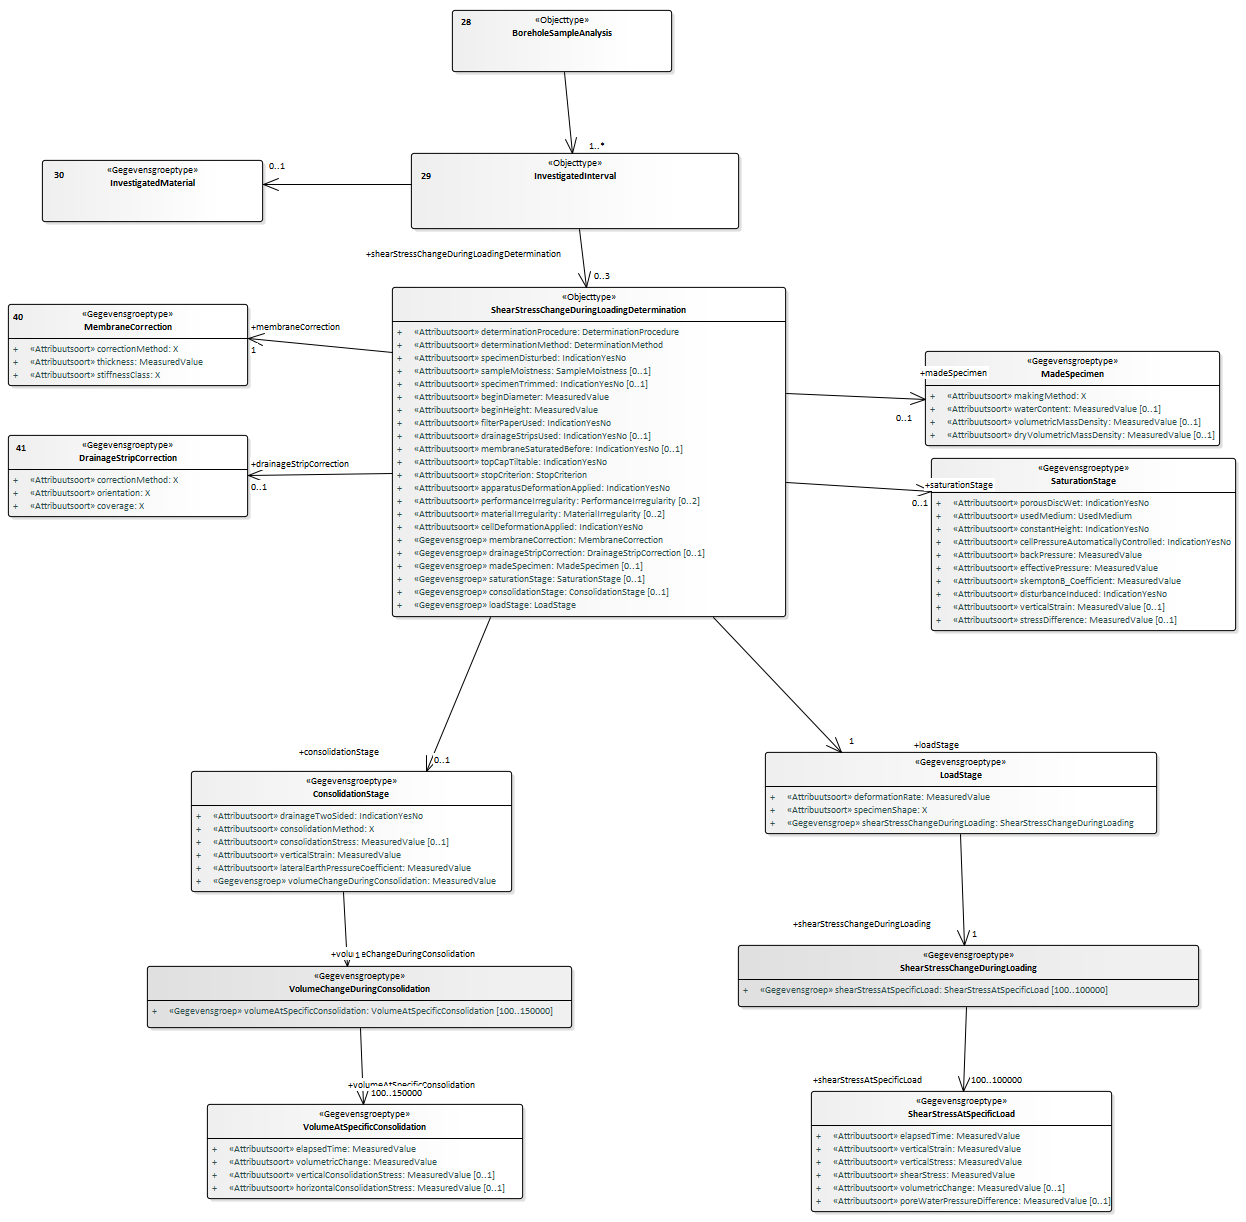 28
«Objecttype»
BoreholeSampleAnalysis
1..*
30
«Gegevensgroeptype»
InvestigatedMaterial
0..1
29
«Objecttype»
InvestigatedInterval
+shearStressChangeDuringLoadingDetermination
0..3
«Objecttype»
ShearStressChangeDuringLoadingDetermination
+ «Attribuutsoort» determinationProcedure: DeterminationProcedure
+ «Attribuutsoort» determinationMethod: DeterminationMethod
+ «Attribuutsoort» specimenDisturbed: IndicationYesNo
+ «Attribuutsoort» sampleMoistness: SampleMoistness [0..1]
+ «Attribuutsoort» specimenTrimmed: IndicationYesNo [0..1]
+ «Attribuutsoort» beginDiameter: MeasuredValue
+ «Attribuutsoort» beginHeight: MeasuredValue
+ «Attribuutsoort» filterPaperUsed: IndicationYesNo
+ «Attribuutsoort» drainageStripsUsed: IndicationYesNo [0..1]
+ «Attribuutsoort» membraneSaturatedBefore: IndicationYesNo [0..1]
+ «Attribuutsoort» topCapTiltable: IndicationYesNo
+ «Attribuutsoort» stopCriterion: StopCriterion
+ «Attribuutsoort» apparatusDeformationApplied: IndicationYesNo
+ «Attribuutsoort» performanceIrregularity: PerformanceIrregularity [0..2]
+ «Attribuutsoort» materialIrregularity: MaterialIrregularity [0..2]
+ «Attribuutsoort» cellDeformationApplied: IndicationYesNo
+ «Gegevensgroep» membraneCorrection: MembraneCorrection
+ «Gegevensgroep» drainageStripCorrection: DrainageStripCorrection [0..1]
+ «Gegevensgroep» madeSpecimen: MadeSpecimen [0..1]
+ «Gegevensgroep» saturationStage: SaturationStage [0..1]
+ «Gegevensgroep» consolidationStage: ConsolidationStage [0..1]
+ «Gegevensgroep» loadStage: LoadStage
40
«Gegevensgroeptype»
MembraneCorrection
+ «Attribuutsoort» correctionMethod: X
+ «Attribuutsoort» thickness: MeasuredValue
+ «Attribuutsoort» stiffnessClass: X
+membraneCorrection
1
41
«Gegevensgroeptype»
DrainageStripCorrection
+ «Attribuutsoort» correctionMethod: X
+ «Attribuutsoort» orientation: X
+ «Attribuutsoort» coverage: X
+drainageStripCorrection
0..1
+madeSpecimen
0..1
«Gegevensgroeptype»
MadeSpecimen
+ «Attribuutsoort» makingMethod: X
+ «Attribuutsoort» waterContent: MeasuredValue [0..1]
+ «Attribuutsoort» volumetricMassDensity: MeasuredValue [0..1]
+ «Attribuutsoort» dryVolumetricMassDensity: MeasuredValue [0..1]
+saturationStage
0..1
«Gegevensgroeptype»
SaturationStage
+ «Attribuutsoort» porousDiscWet: IndicationYesNo
+ «Attribuutsoort» usedMedium: UsedMedium
+ «Attribuutsoort» constantHeight: IndicationYesNo
+ «Attribuutsoort» cellPressureAutomaticallyControlled: IndicationYesNo
+ «Attribuutsoort» backPressure: MeasuredValue
+ «Attribuutsoort» effectivePressure: MeasuredValue
+ «Attribuutsoort» skemptonB_Coefficient: MeasuredValue
+ «Attribuutsoort» disturbanceInduced: IndicationYesNo
+ «Attribuutsoort» verticalStrain: MeasuredValue [0..1]
+ «Attribuutsoort» stressDifference: MeasuredValue [0..1]
+consolidationStage
0..1
«Gegevensgroeptype»
ConsolidationStage
+ «Attribuutsoort» drainageTwoSided: IndicationYesNo
+ «Attribuutsoort» consolidationMethod: X
+ «Attribuutsoort» consolidationStress: MeasuredValue [0..1]
+ «Attribuutsoort» verticalStrain: MeasuredValue
+ «Attribuutsoort» lateralEarthPressureCoefficient: MeasuredValue
+ «Gegevensgroep» volumeChangeDuringConsolidation: MeasuredValue
1
+loadStage
«Gegevensgroeptype»
LoadStage
+ «Attribuutsoort» deformationRate: MeasuredValue
+ «Attribuutsoort» specimenShape: X
+ «Gegevensgroep» shearStressChangeDuringLoading: ShearStressChangeDuringLoading
+volumeChangeDuringConsolidation
1
«Gegevensgroeptype»
VolumeChangeDuringConsolidation
+ «Gegevensgroep» volumeAtSpecificConsolidation: VolumeAtSpecificConsolidation [100..150000]
+shearStressChangeDuringLoading
1
«Gegevensgroeptype»
ShearStressChangeDuringLoading
+ «Gegevensgroep» shearStressAtSpecificLoad: ShearStressAtSpecificLoad [100..100000]
+volumeAtSpecificConsolidation
100..150000
«Gegevensgroeptype»
VolumeAtSpecificConsolidation
+ «Attribuutsoort» elapsedTime: MeasuredValue
+ «Attribuutsoort» volumetricChange: MeasuredValue
+ «Attribuutsoort» verticalConsolidationStress: MeasuredValue [0..1]
+ «Attribuutsoort» horizontalConsolidationStress: MeasuredValue [0..1]
+shearStressAtSpecificLoad
100..100000
«Gegevensgroeptype»
ShearStressAtSpecificLoad
+ «Attribuutsoort» elapsedTime: MeasuredValue
+ «Attribuutsoort» verticalStrain: MeasuredValue
+ «Attribuutsoort» verticalStress: MeasuredValue
+ «Attribuutsoort» shearStress: MeasuredValue
+ «Attribuutsoort» volumetricChange: MeasuredValue [0..1]
+ «Attribuutsoort» poreWaterPressureDifference: MeasuredValue [0..1]